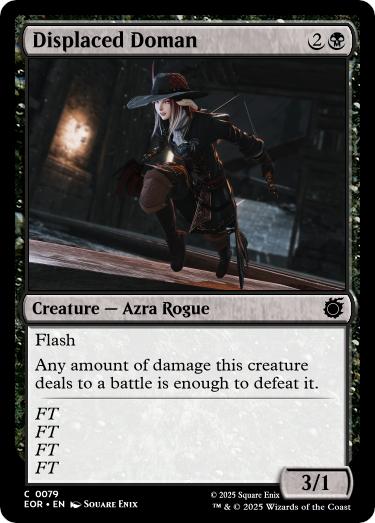 Displaced Doman 2
Creature — Azra Rogue
Flash
Any amount of damage this creature
deals to a battle is enough to defeat it.
FT
FT
FT
FT
3/1
C 0079
EOR • EN SQUARE ENIX
© 2025 Square Enix
™ & © 2025 Wizards of the Coast